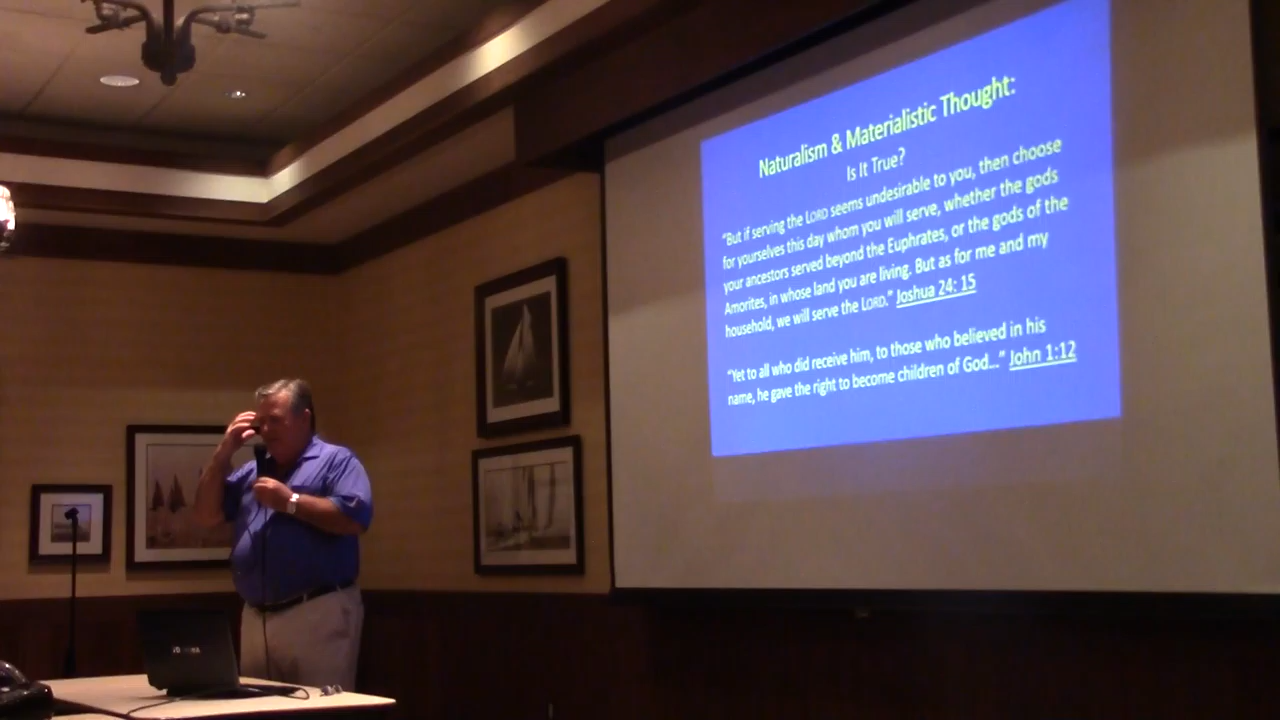 Naturalism & Materialistic Thought:
Is It True?
“But if serving the LORD seems undesirable to you, then choose
for yourselves this day whom you will serve, whether the gods
your ancestors served beyond the Euphrates, or the gods of the
Amorites, in whose land you are living. But as for me and my
household, we will serve the LORD.” Joshua 24: 15
“Yet to all who did receive him, to those who believed in his
name, he gave the right to become children of God…” John 1:12